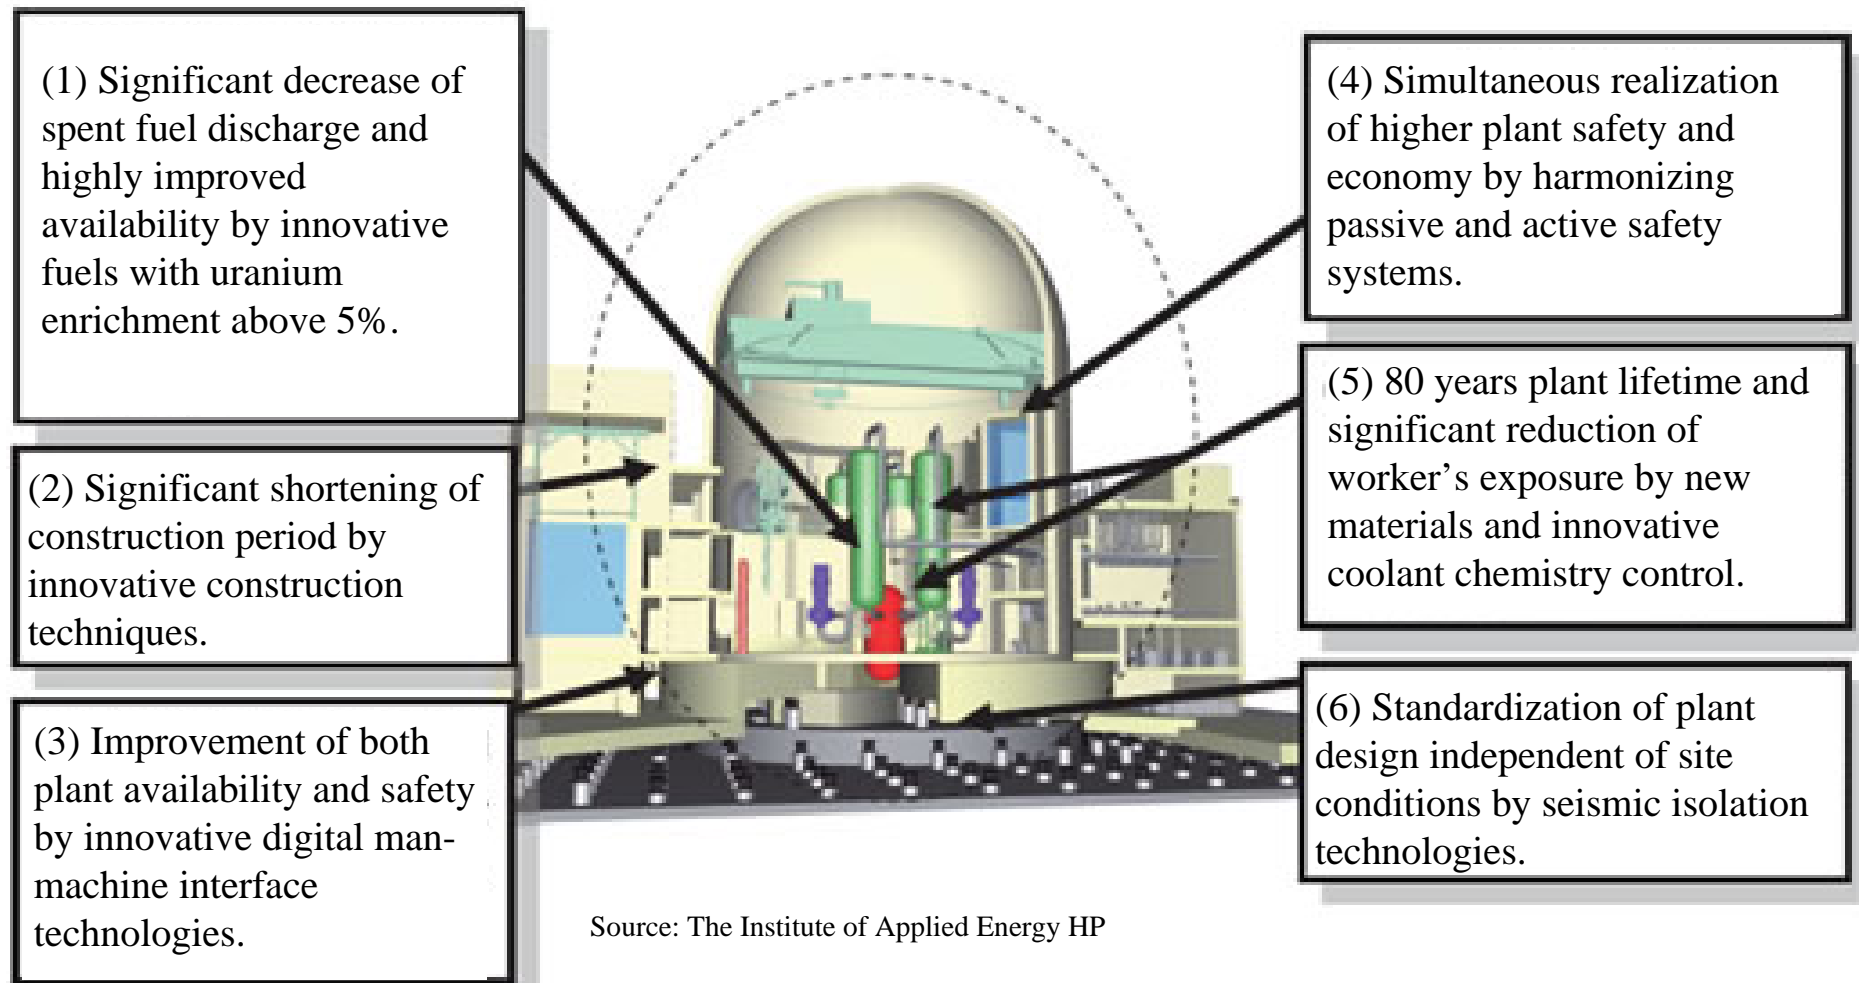 (1) Significant decrease of
spent fuel discharge and
highly improved
availability by innovative
fuels with uranium
enrichment above 5%.
(2) Significant shortening of
construction period by
innovative construction
techniques.
(3) Improvement of both
plant availability and safety
by innovative digital man-
machine interface
technologies.
(4) Simultaneous realization
of higher plant safety and
economy by harmonizing
passive and active safety
systems.
(5) 80 years plant lifetime and
significant reduction of
worker’s exposure by new
materials and innovative
coolant chemistry control.
(6) Standardization of plant
design independent of site
conditions by seismic isolation
technologies.
Source: The Institute of Applied Energy HP